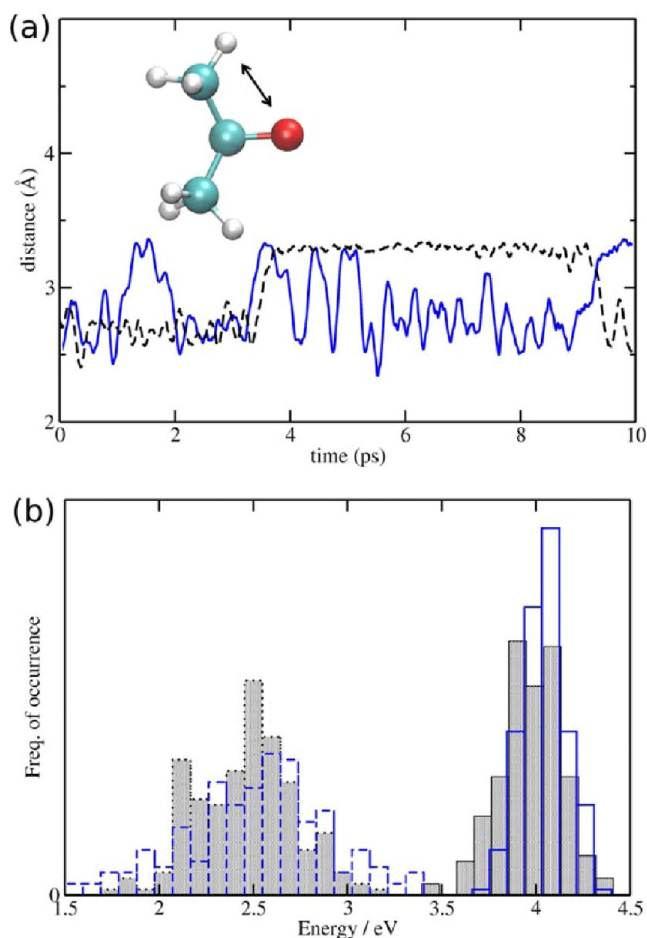 (a)
4
3
2
distance (Å)
0 2 4 6 8 10
time (ps)
(b)
Freq. of occurrence
0
1.5 2 2.5 3 3.5 4 4.5
Energy / eV